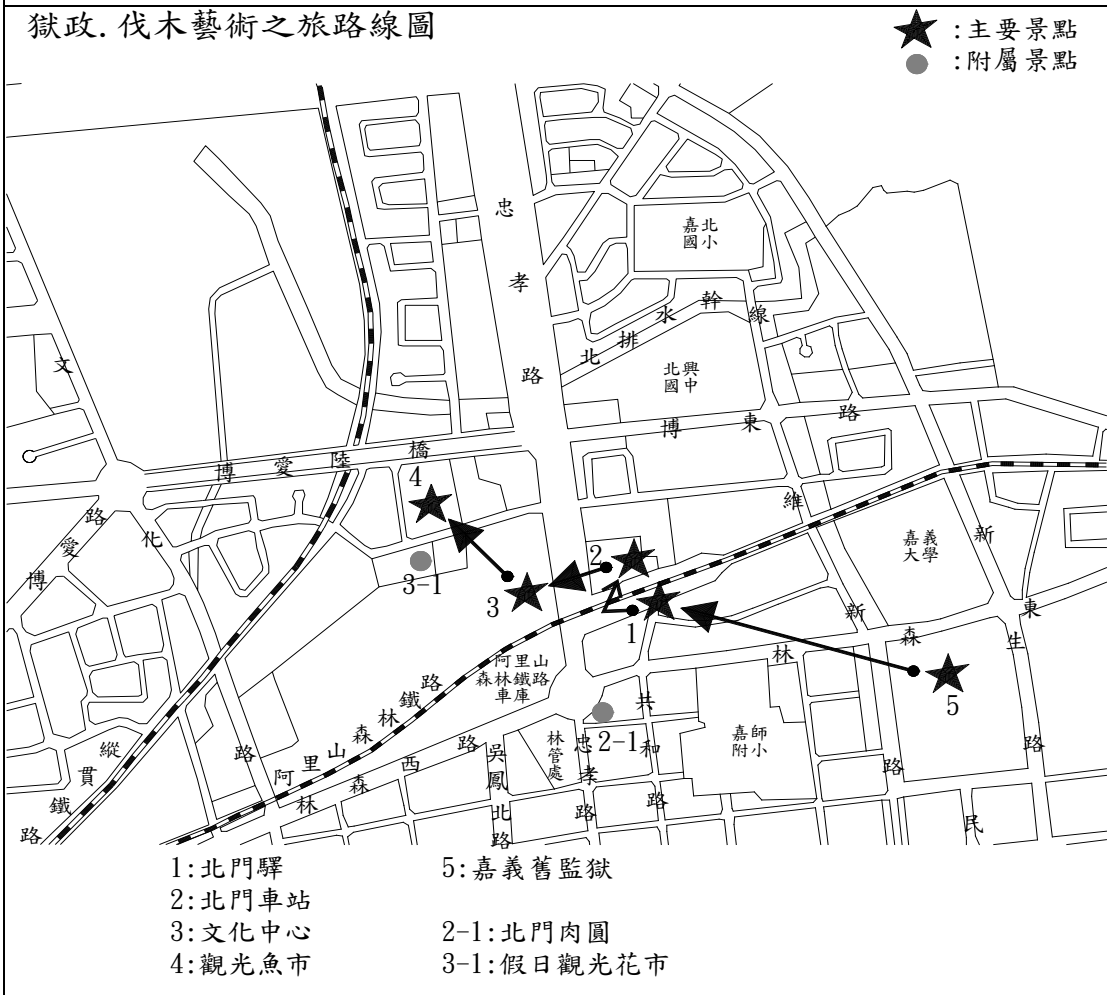 獄政.伐木藝術之旅路線圖
:主要景點
:附屬景點
忠孝路
嘉北
國小
北排水幹線
北興
國中
文化路
博愛陸橋
博東路
博愛路
4
3-1
3
2
1
5
2-1
維新路
嘉義
大學
新生路
林森東路
阿里山
森林鐵路
車庫
阿里山森林鐵路
林森西路
縱貫鐵路
吳鳳北路
林管處
忠孝路
共和路
嘉師
附小
民
1:北門驛
2:北門車站
3:文化中心
4:觀光魚市
5:嘉義舊監獄
2-1:北門肉圓
3-1:假日觀光花市